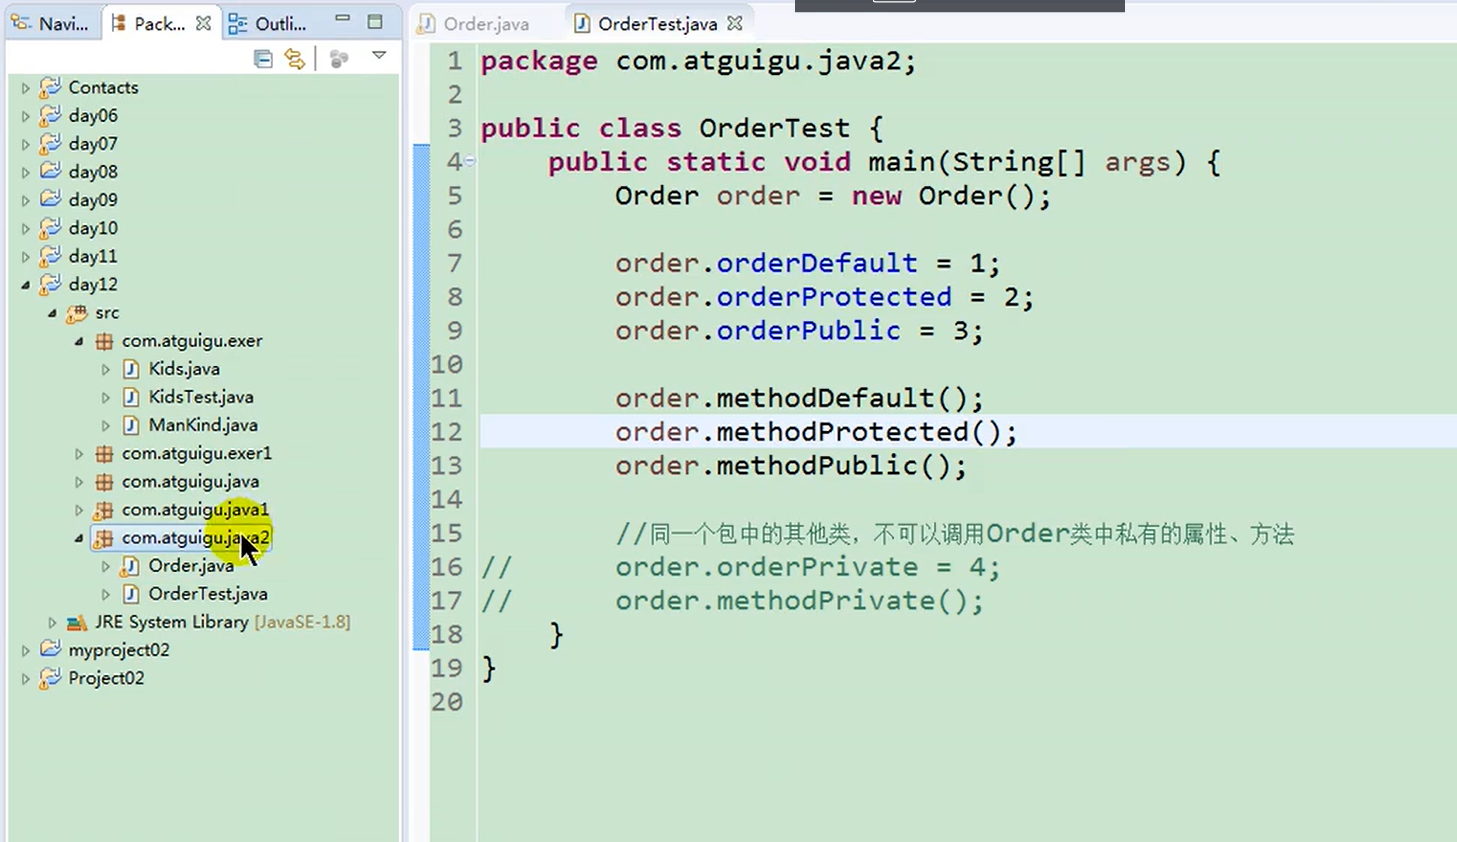 Navi...
Pack...
Outli...
Contacts
day06
day07
day08
day09
day10
day11
day12
src
com.atguigu.exer
Kids.java
KidsTest.java
ManKind.java
com.atguigu.exer1
com.atguigu.java
com.atguigu.java1
com.atguigu.java2
Order.java
OrderTest.java
JRE System Library [JavaSE-1.8]
myproject02
Project02
Order.java
OrderTest.java
1 package com.atguigu.java2;
2
3 public class OrderTest {
4 public static void main(String[] args) {
5 Order order = new Order();
6
7 order.orderDefault = 1;
8 order.orderProtected = 2;
9 order.orderPublic = 3;
10
11 order.methodDefault();
12 order.methodProtected();
13 order.methodPublic();
14
15 //同一个包中的其他类，不可以调用Order类中私有的属性、方法
16 // order.orderPrivate = 4;
17 // order.methodPrivate();
18 }
19 }
20